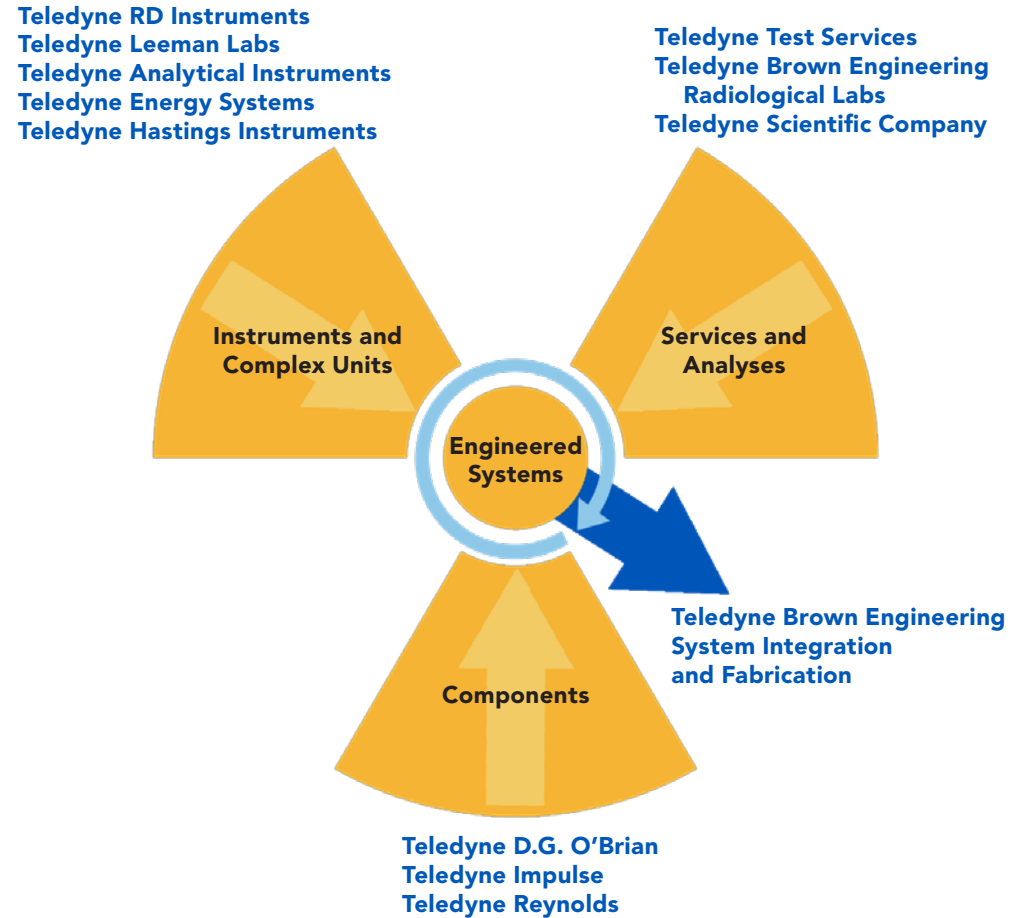 Teledyne RD Instruments
Teledyne Leeman Labs
Teledyne Analytical Instruments
Teledyne Energy Systems
Teledyne Hastings Instruments
Teledyne Test Services
Teledyne Brown Engineering
Radiological Labs
Teledyne Scientific Company
Instruments and
Complex Units
Services and
Analyses
Engineered
Systems
Teledyne Brown Engineering
System Integration
and Fabrication
Components
Teledyne D.G. O’Brian
Teledyne Impulse
Teledyne Reynolds